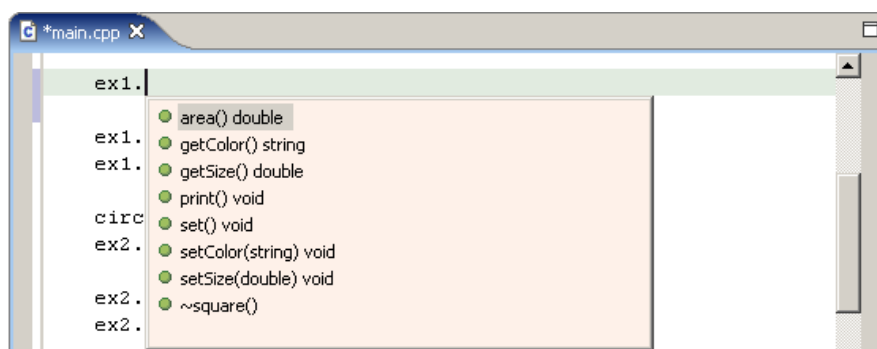 *main.cpp
ex1.
area() double
ex1.
getColor() string
ex1.
getSize() double
print() void
circ
set() void
ex2.
setColor(string) void
setSize(double) void
ex2.
~square()
ex2.